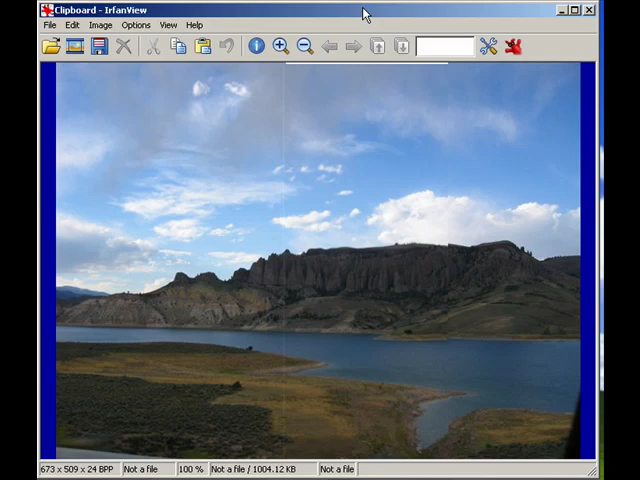 Clipboard - IrfanView
File Edit Image Options View Help
673 x 509 x 24 BPP Not a file 100 % Not a file / 1004.12 KB Not a file